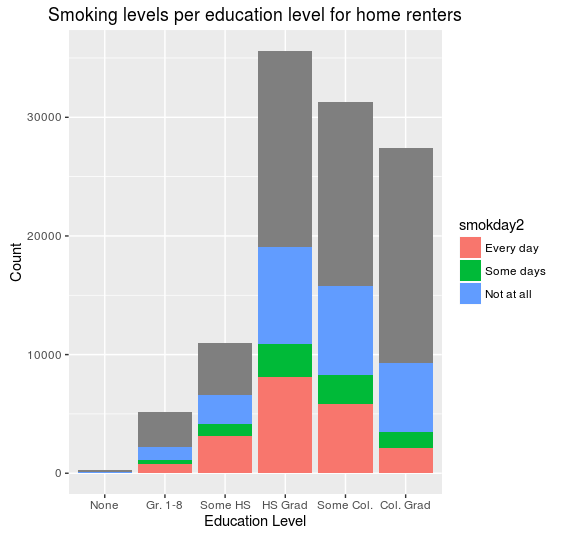 Smoking levels per education level for home renters
30000
20000
10000
0
Count
None
Gr. 1-8
Some HS
HS Grad
Some Col.
Col. Grad
Education Level
smokday2
Every day
Some days
Not at all